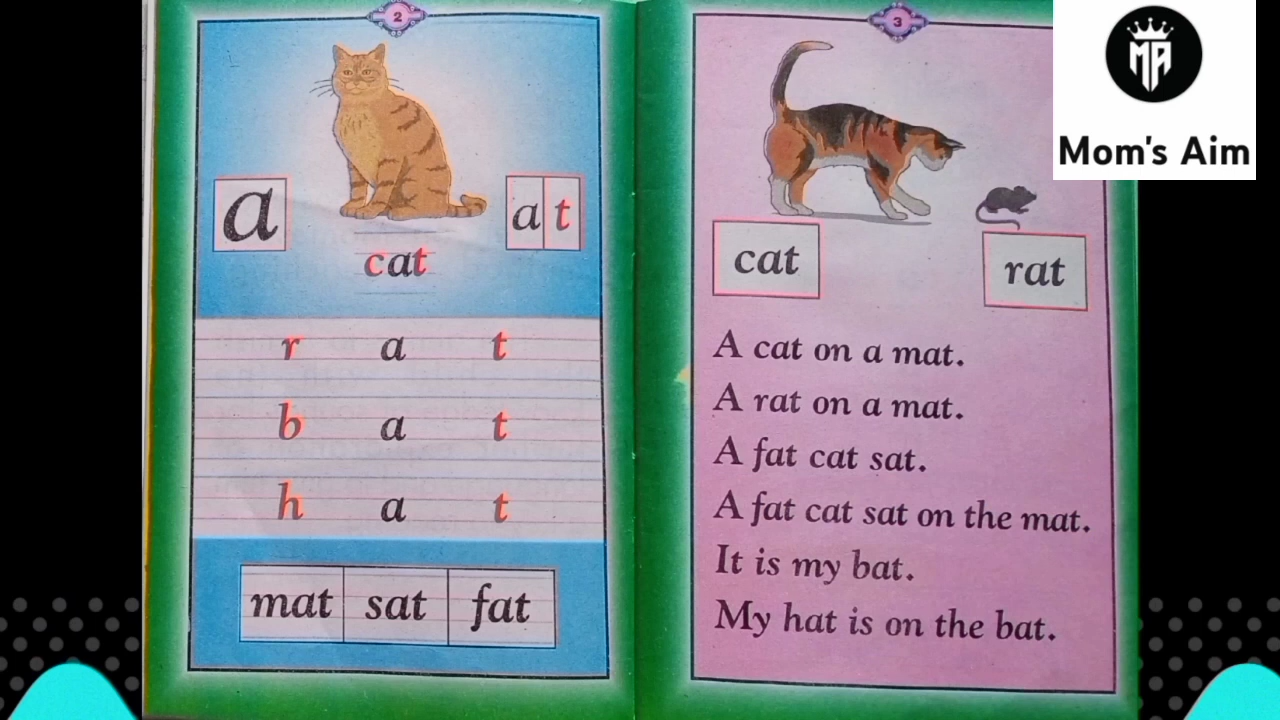 2
a
a t
cat
r a t
b a t
h a t
mat sat fat
3
cat
rat
A cat on a mat.
A rat on a mat.
A fat cat sat.
A fat cat sat on the mat.
It is my bat.
My hat is on the bat.
MA
Mom's Aim